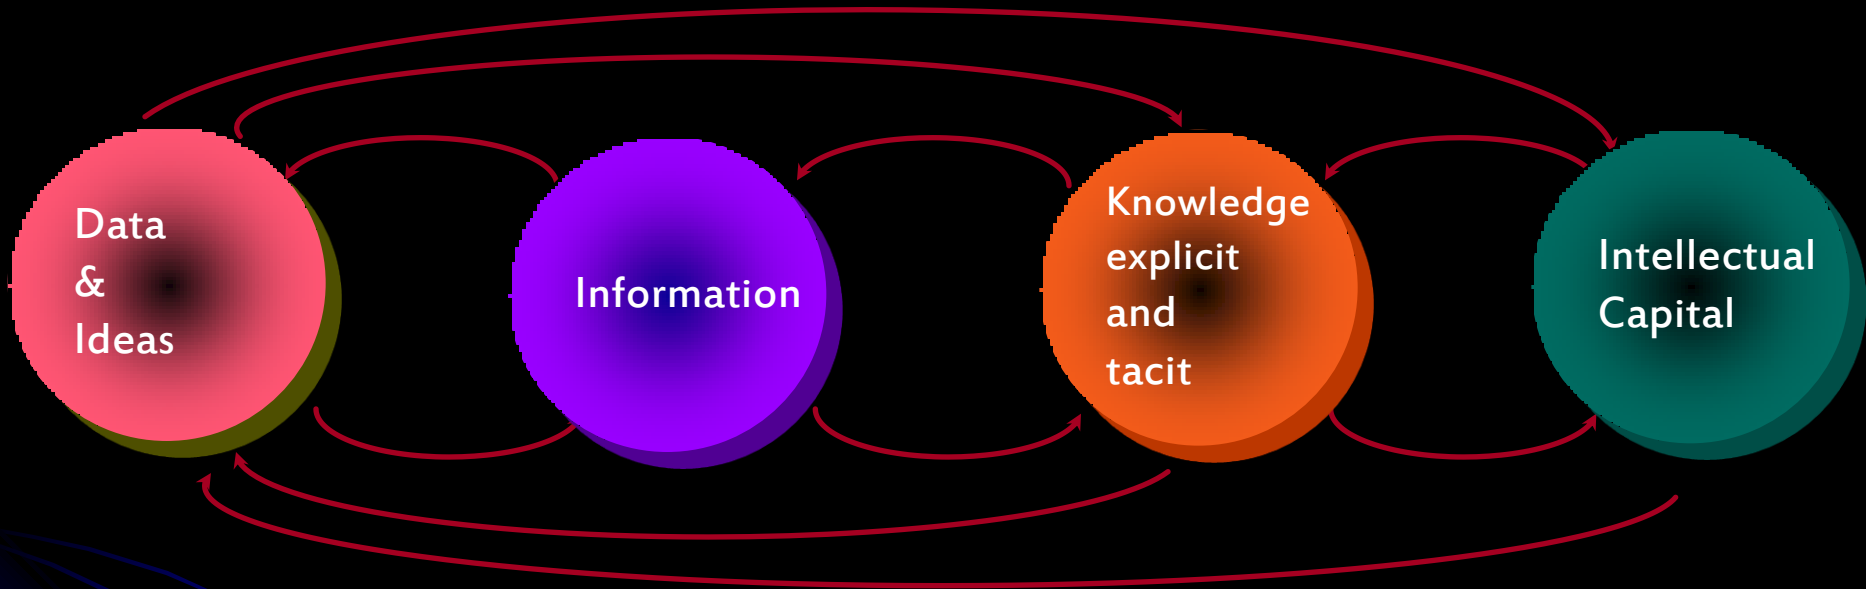 Data
&
Ideas
Information
Knowledge
explicit
and
tacit
Intellectual
Capital